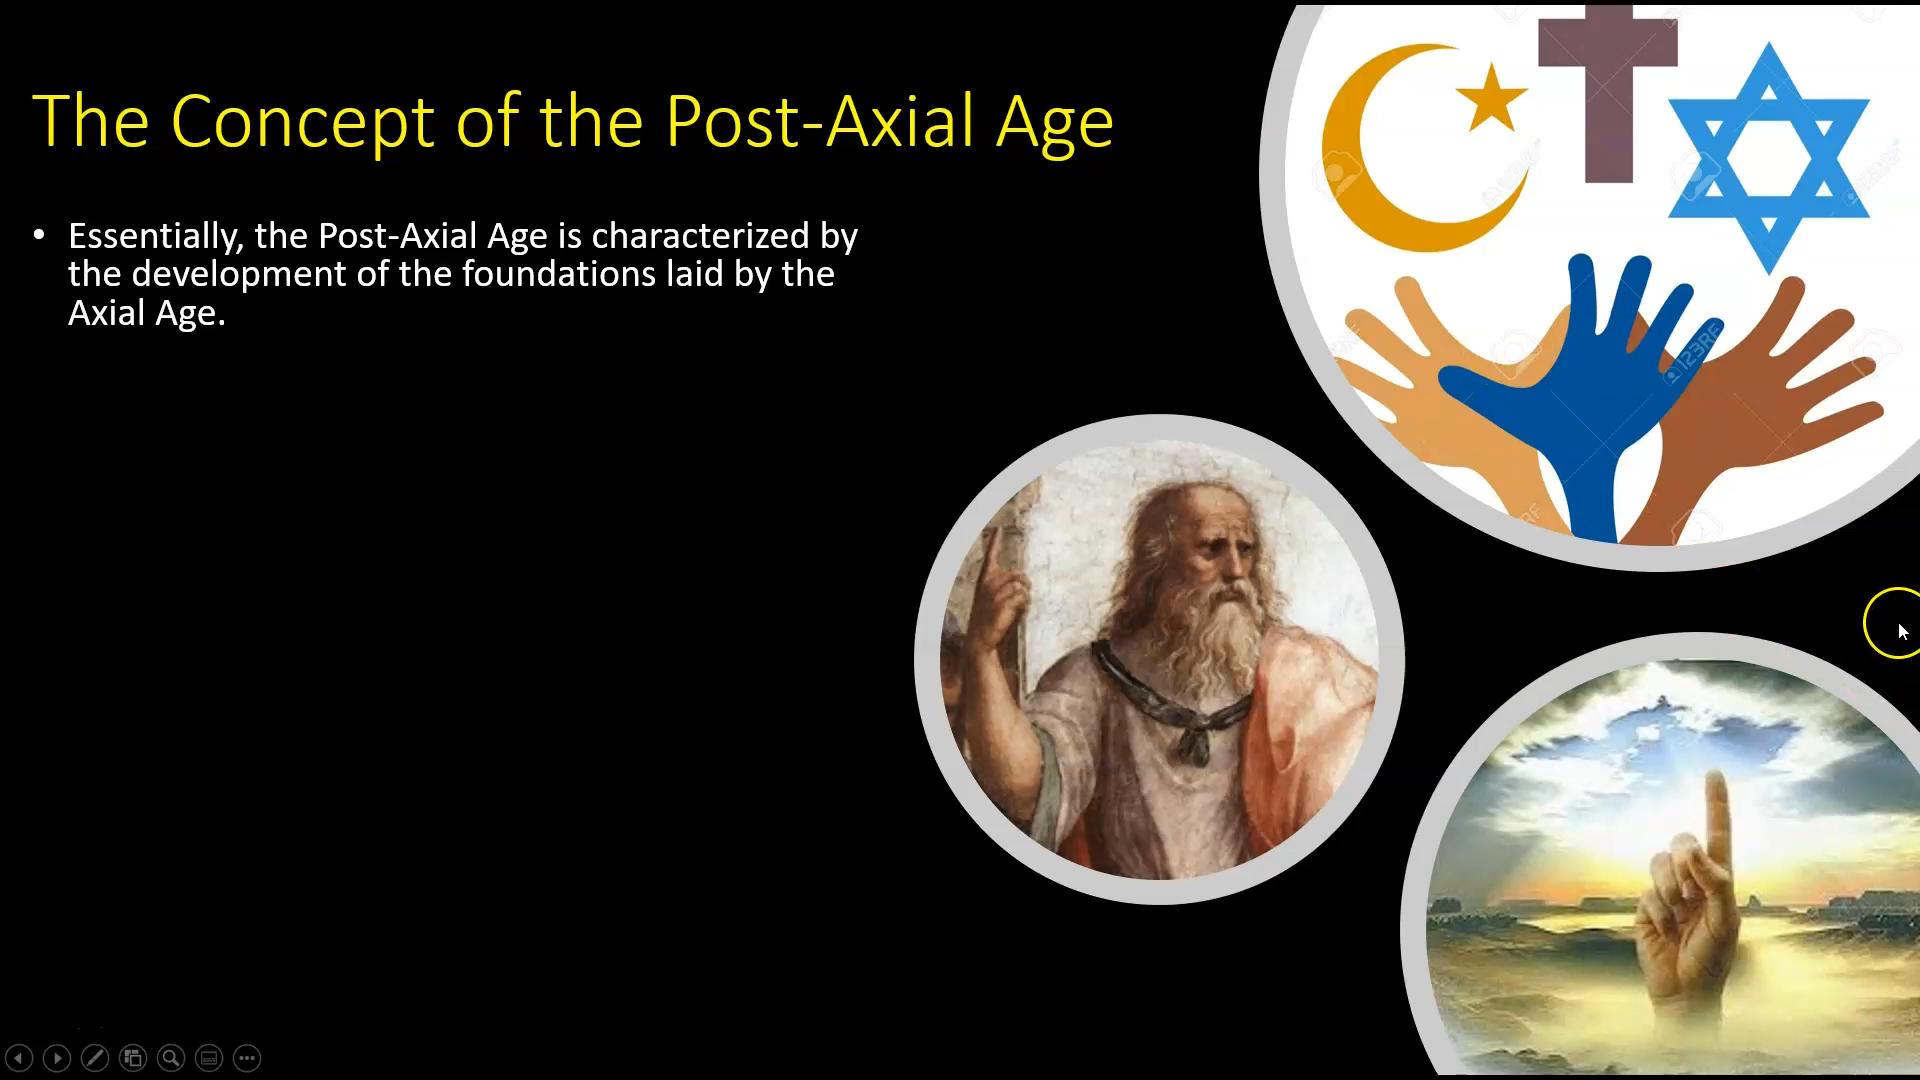 The Concept of the Post-Axial Age
• Essentially, the Post-Axial Age is characterized by
the development of the foundations laid by the
Axial Age.
123RF